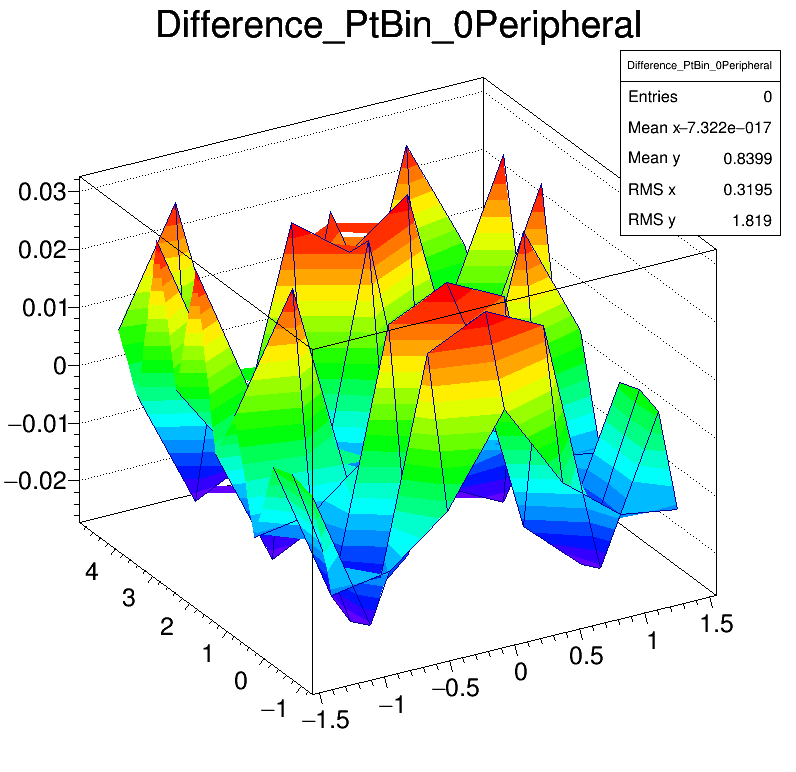 Difference_PtBin_0Peripheral
Difference_PtBin_0Peripheral
Entries 0
Mean x−7.322e−017
Mean y 0.8399
RMS x 0.3195
RMS y 1.819
0.03
0.02
0.01
0
−0.01
−0.02
4
3
2
1
0
−1
−1.5
−1
−0.5
0
0.5
1
1.5